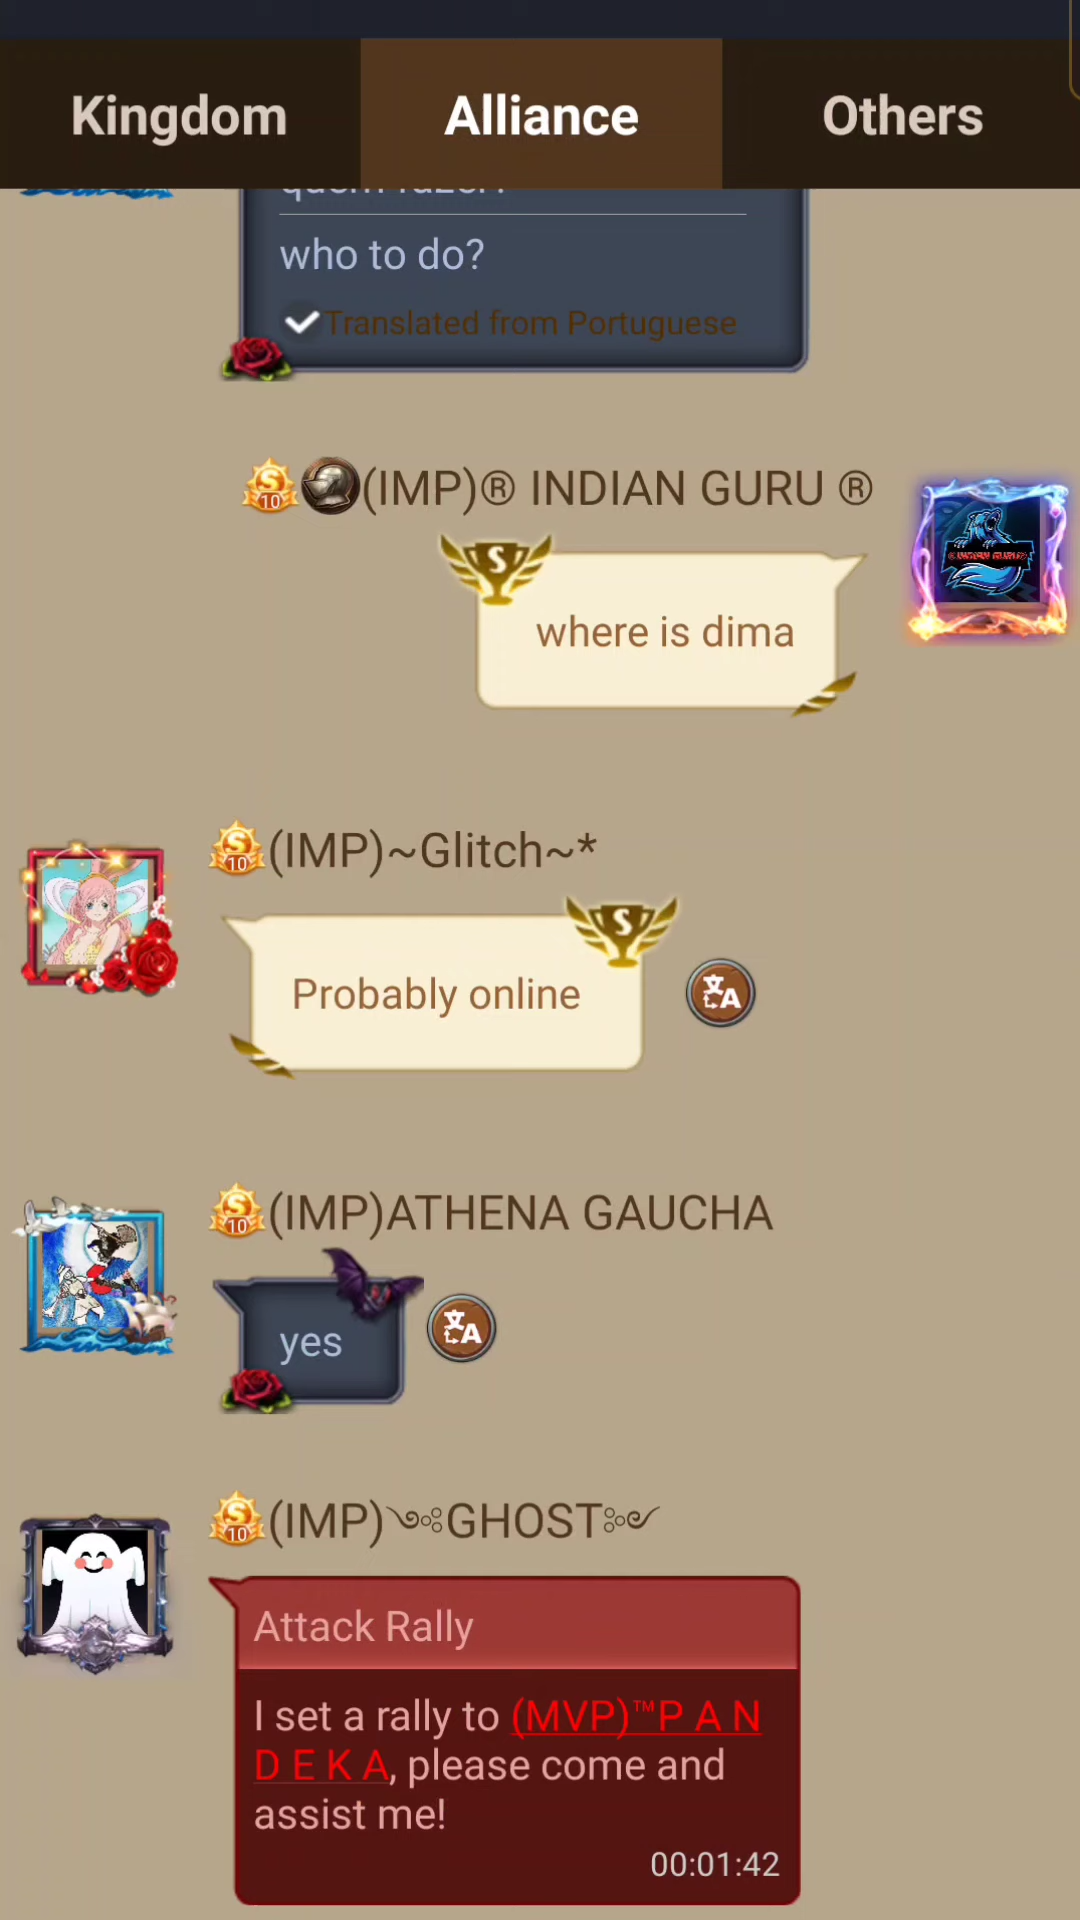 Kingdom
Alliance
Others
quem fazer?
who to do?
Translated from Portuguese
(IMP)® INDIAN GURU ®
where is dima
(IMP)~Glitch~*
Probably online
(IMP)ATHENA GAUCHA
yes
(IMP)༄༻GHOST༺࿐
Attack Rally
I set a rally to (MVP)™P A N
D E K A, please come and
assist me!
00:01:42